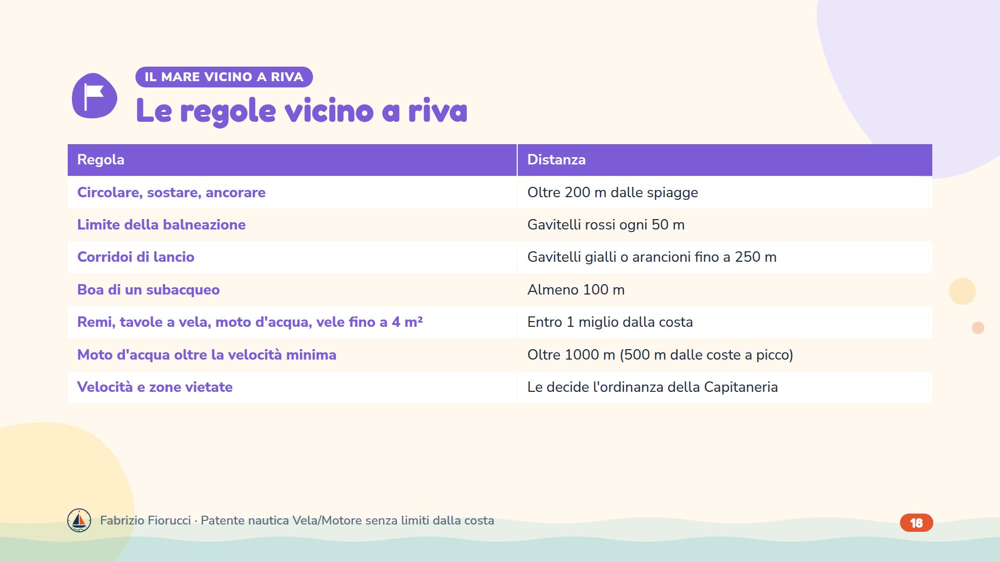 IL MARE VICINO A RIVA
Le regole vicino a riva
Regola Distanza
Circolare, sostare, ancorare Oltre 200 m dalle spiagge
Limite della balneazione Gavitelli rossi ogni 50 m
Corridoi di lancio Gavitelli gialli o arancioni fino a 250 m
Boa di un subacqueo Almeno 100 m
Remi, tavole a vela, moto d'acqua, vele fino a 4 m² Entro 1 miglio dalla costa
Moto d'acqua oltre la velocità minima Oltre 1000 m (500 m dalle coste a picco)
Velocità e zone vietate Le decide l'ordinanza della Capitaneria
Fabrizio Fiorucci · Patente nautica Vela/Motore senza limiti dalla costa
18